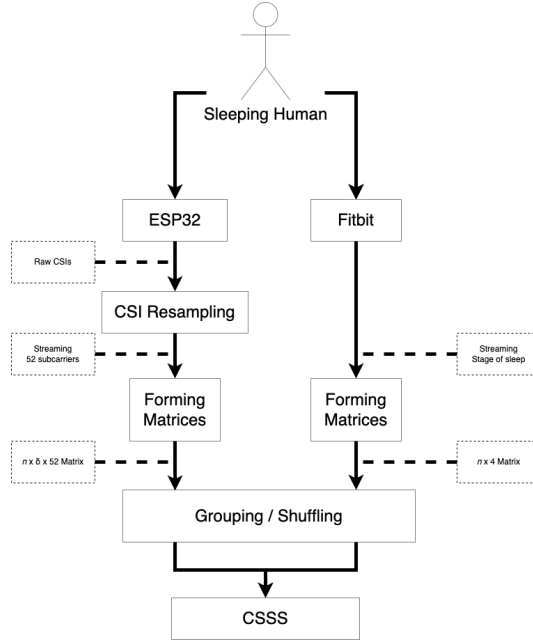 Sleeping Human
ESP32
Fitbit
Raw CSIs
CSI Resampling
Streaming
52 subcarriers
Streaming
Stage of sleep
Forming
Matrices
Forming
Matrices
n x δ x 52 Matrix
n x 4 Matrix
Grouping / Shuffling
CSSS